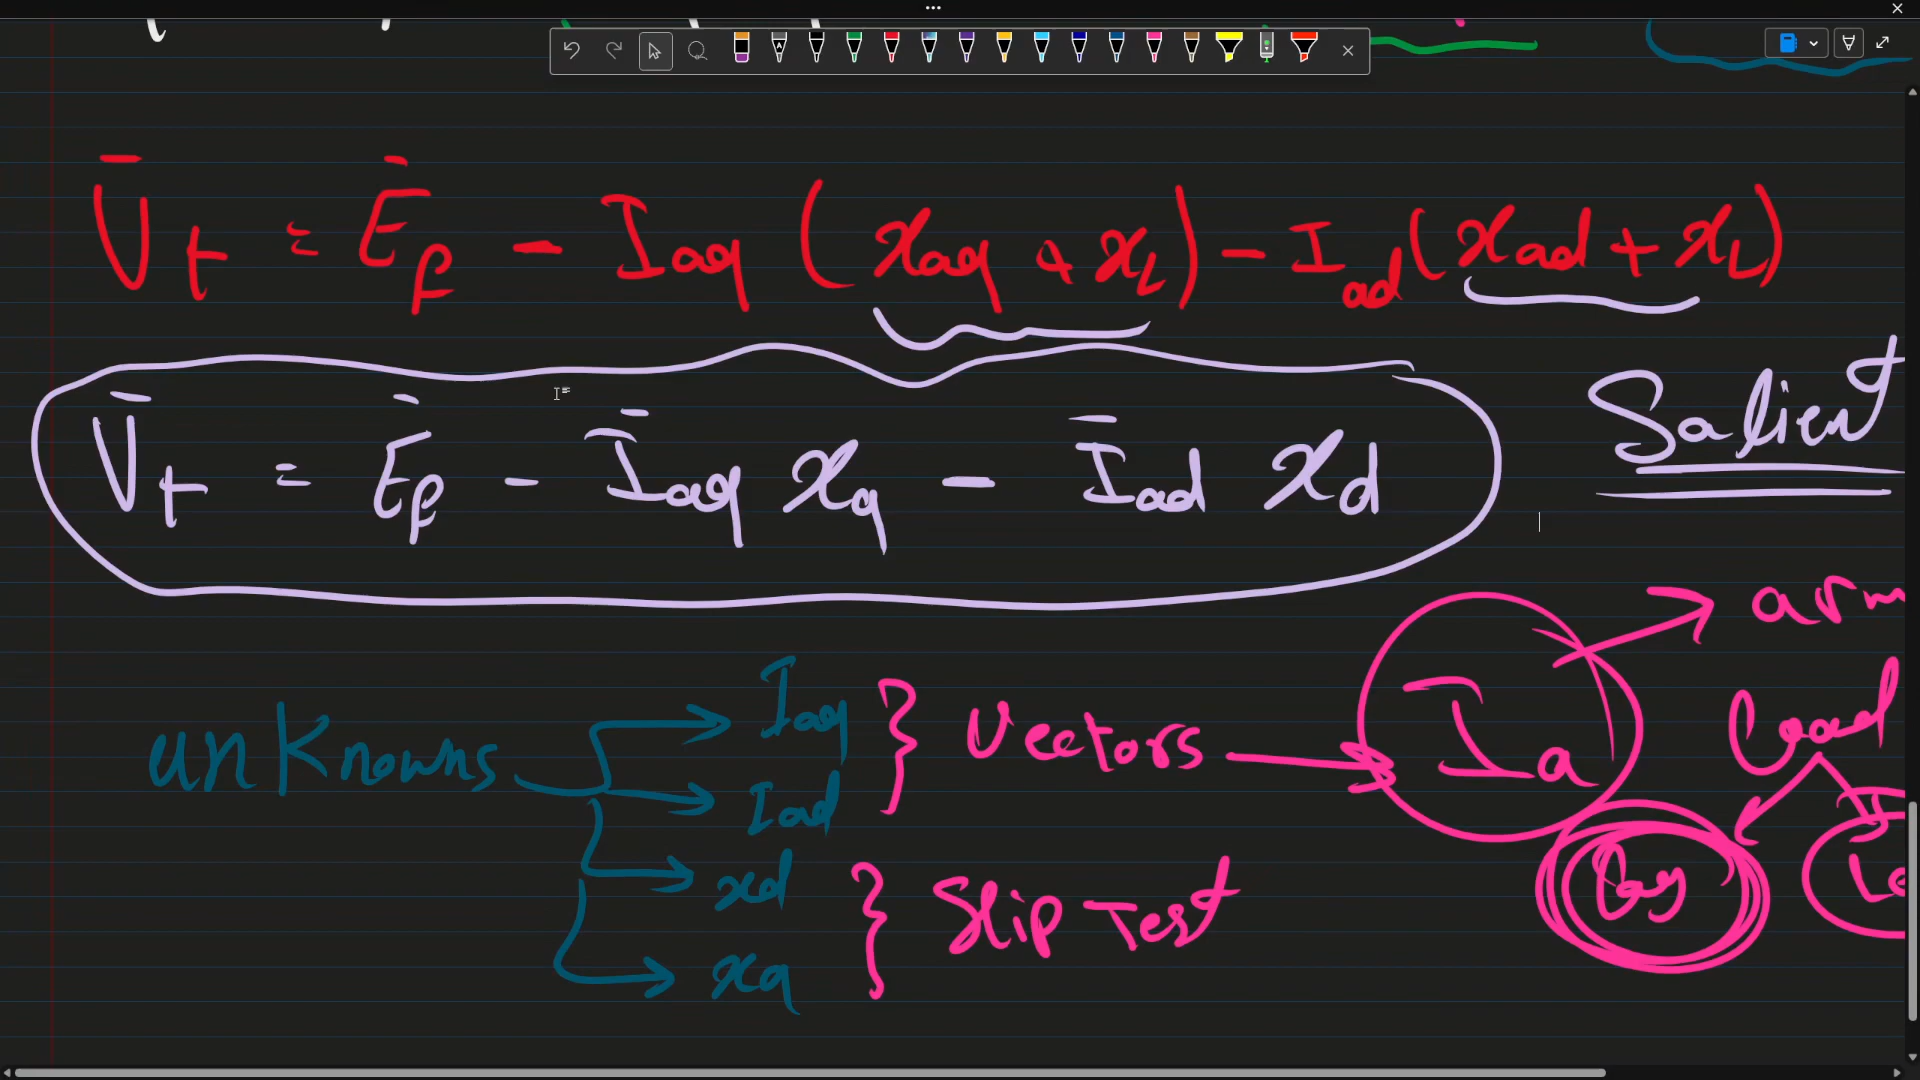 V̄t = Ēf - Iaq (xaq + xL) - Iad (xad + xL)
V̄t = Ēf - Īaq xq - Īad xd
Salient
unknowns → Iaq } Vectors → Ia → arm
→ Iad
Load
→ xd } Slip Test
Lag
→ xq